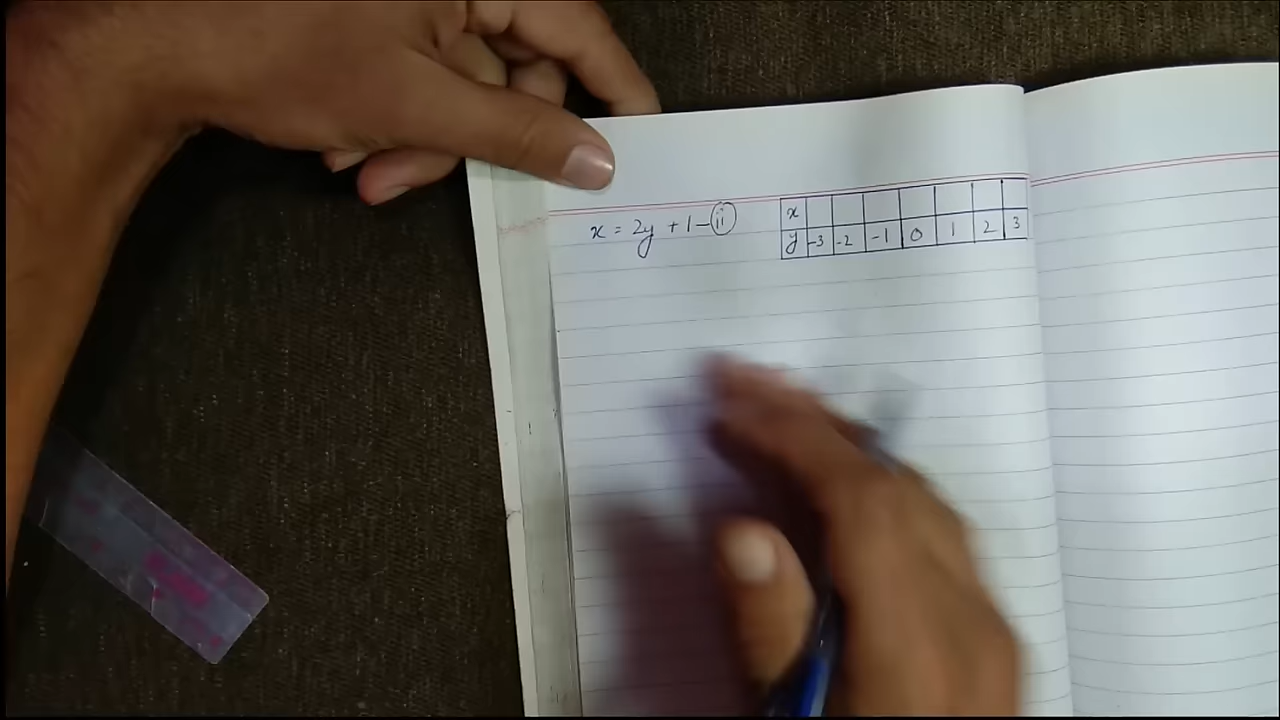 x = 2y + 1 - (ii)
x
y -3 -2 -1 0 1 2 3